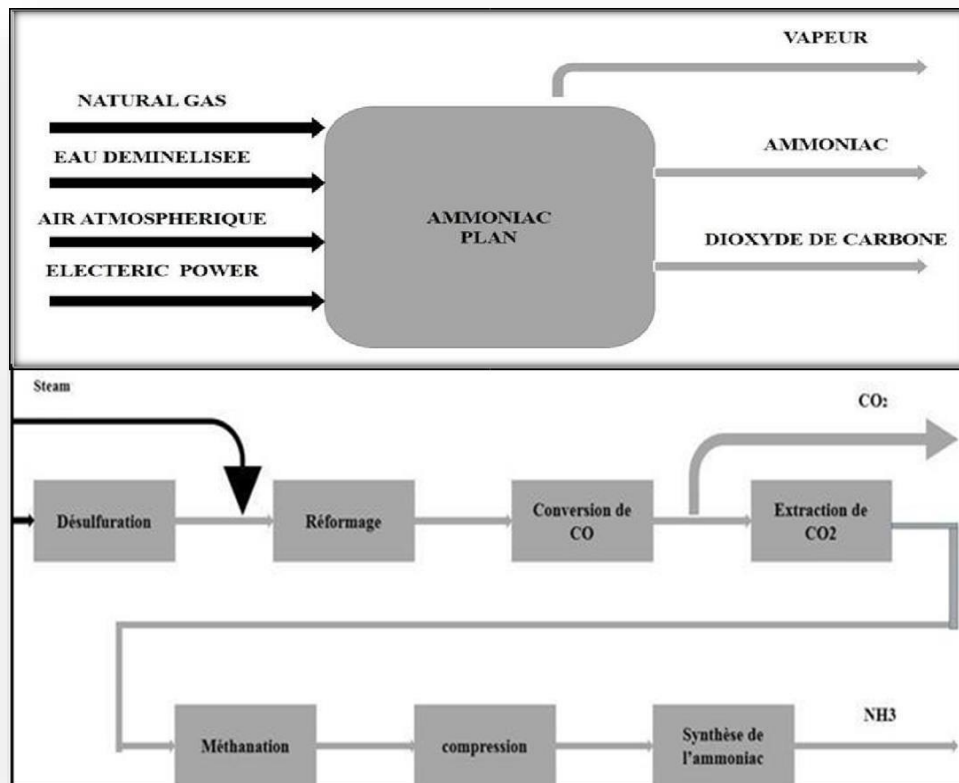 VAPEUR
NATURAL GAS
EAU DEMINELISEE
AMMONIAC
AIR ATMOSPHERIQUE
AMMONIAC
PLAN
DIOXYDE DE CARBONE
ELECTERIC POWER
Steam
CO₂
Désulfuration
Réformage
Conversion de
CO
Extraction de
CO2
Méthanation
compression
Synthèse de
l'ammoniac
NH3